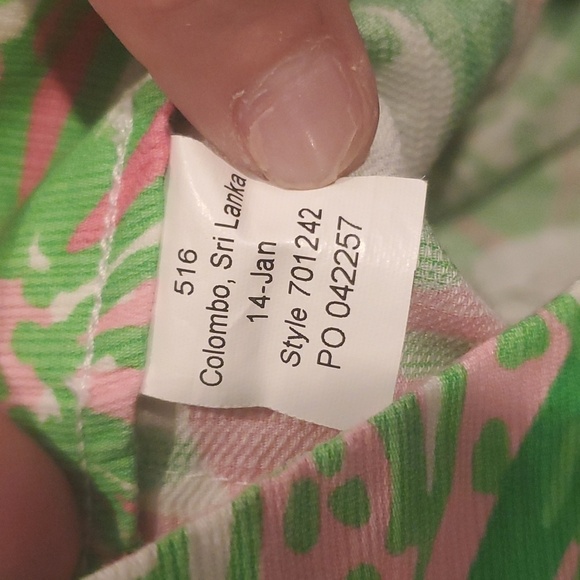 516
Colombo, Sri Lanka
14-Jan
Style 701242
PO 042257